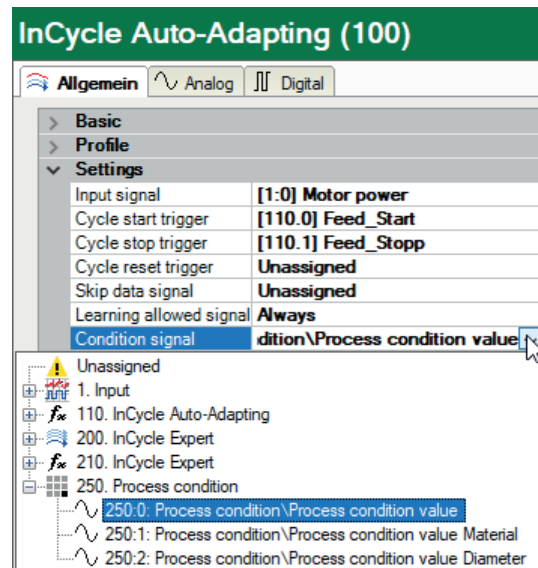 InCycle Auto-Adapting (100)
Allgemein Analog Digital
Basic
Profile
Settings
Input signal [1:0] Motor power
Cycle start trigger [110.0] Feed_Start
Cycle stop trigger [110.1] Feed_Stopp
Cycle reset trigger Unassigned
Skip data signal Unassigned
Learning allowed signal Always
Condition signal dition\Process condition value
Unassigned
1. Input
110. InCycle Auto-Adapting
200. InCycle Expert
210. InCycle Expert
250. Process condition
250:0: Process condition\Process condition value
250:1: Process condition\Process condition value Material
250:2: Process condition\Process condition value Diameter